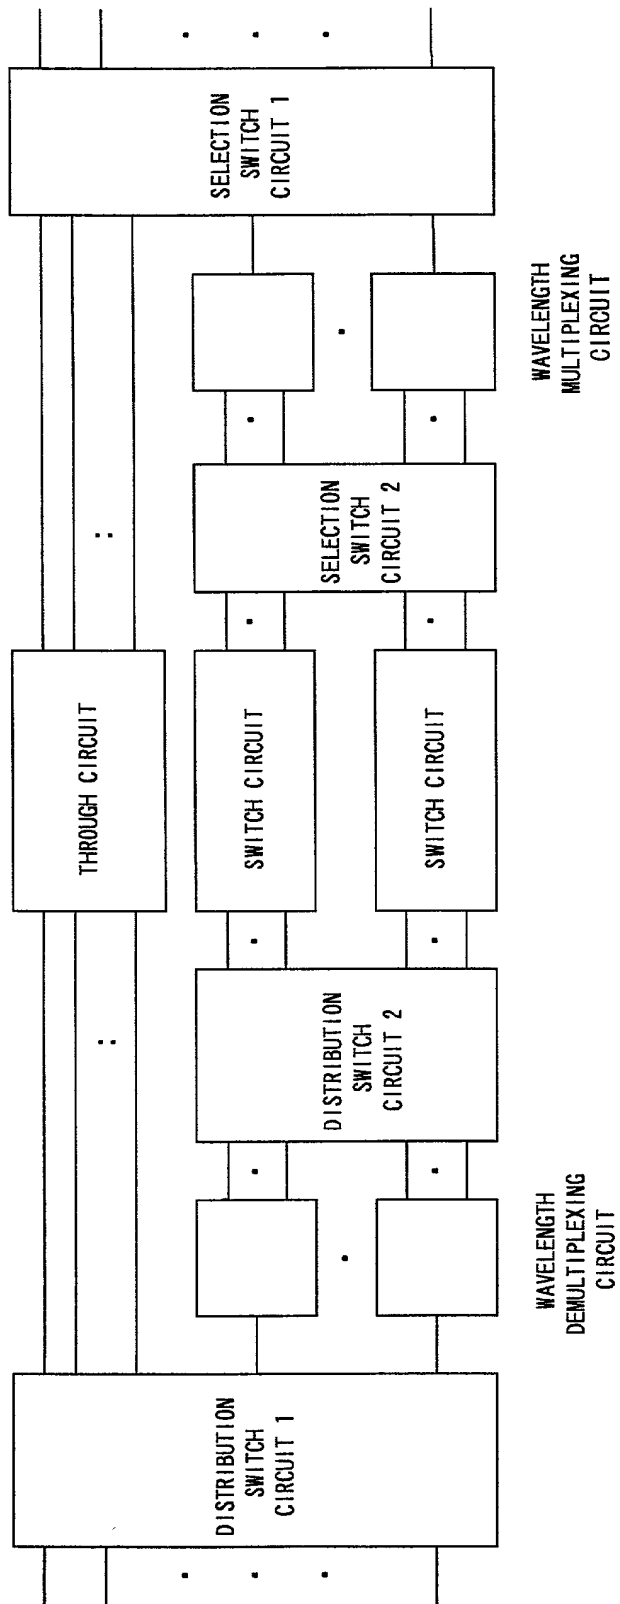 DISTRIBUTION
SWITCH
CIRCUIT 1
WAVELENGTH
DEMULTIPLEXING
CIRCUIT
DISTRIBUTION
SWITCH
CIRCUIT 2
THROUGH CIRCUIT
SWITCH CIRCUIT
SWITCH CIRCUIT
SELECTION
SWITCH
CIRCUIT 2
WAVELENGTH
MULTIPLEXING
CIRCUIT
SELECTION
SWITCH
CIRCUIT 1